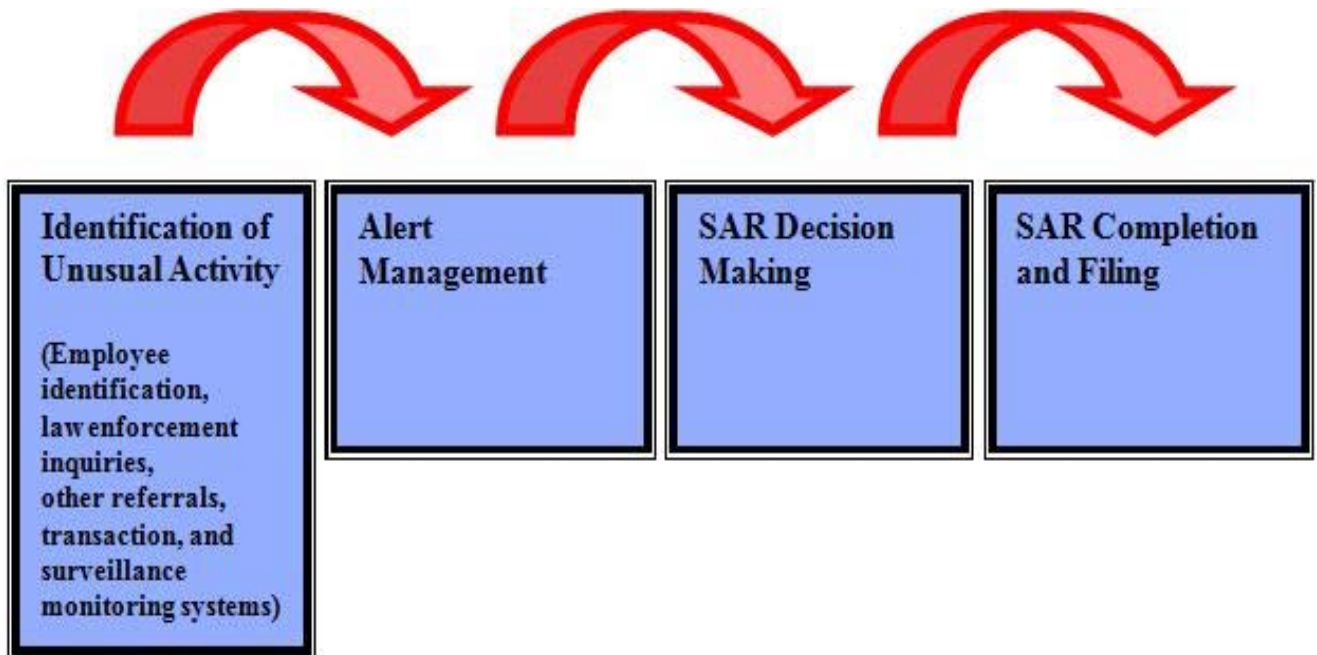 Identification of
Unusual Activity
(Employee
identification,
law enforcement
inquiries,
other referrals,
transaction, and
surveillance
monitoring systems)
Alert
Management
SAR Decision
Making
SAR Completion
and Filing